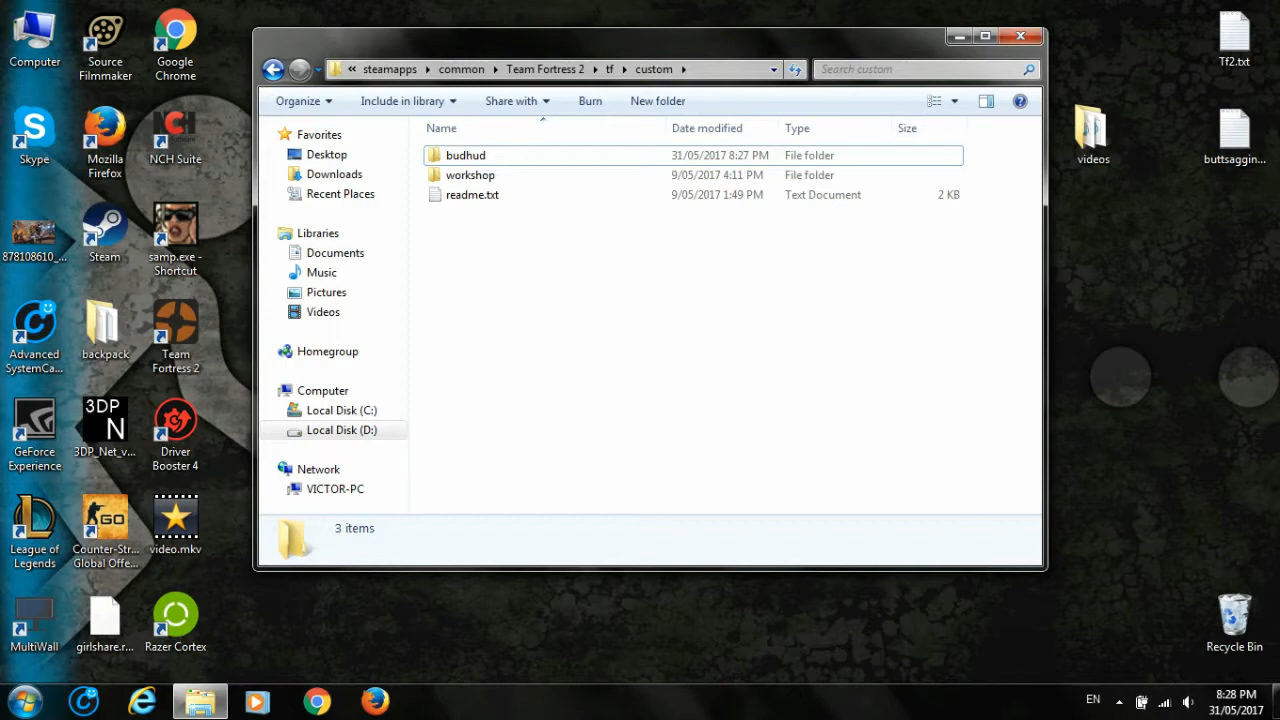 Computer
Source
Filmmaker
Google
Chrome
Skype
Mozilla
Firefox
NCH
NCH Suite
878108610_...
Steam
samp.exe -
Shortcut
Advanced
SystemCa...
backpack
Team
Fortress 2
GeForce
Experience
3DP
N
3DP_Net_v...
Driver
Booster 4
League of
Legends
GO
Counter-Str...
Global Offe...
video.mkv
MultiWall
girlshare.r...
Razer Cortex
steamapps
common
Team Fortress 2
tf
custom
Search custom
Organize
Include in library
Share with
Burn
New folder
Favorites
Desktop
Downloads
Recent Places
Libraries
Documents
Music
Pictures
Videos
Homegroup
Computer
Local Disk (C:)
Local Disk (D:)
Network
VICTOR-PC
Name Date modified Type Size
budhud 31/05/2017 8:27 PM File folder
workshop 9/05/2017 4:11 PM File folder
readme.txt 9/05/2017 1:49 PM Text Document 2 KB
3 items
Tf2.txt
videos
buttsaggin...
Recycle Bin
EN
8:28 PM
31/05/2017